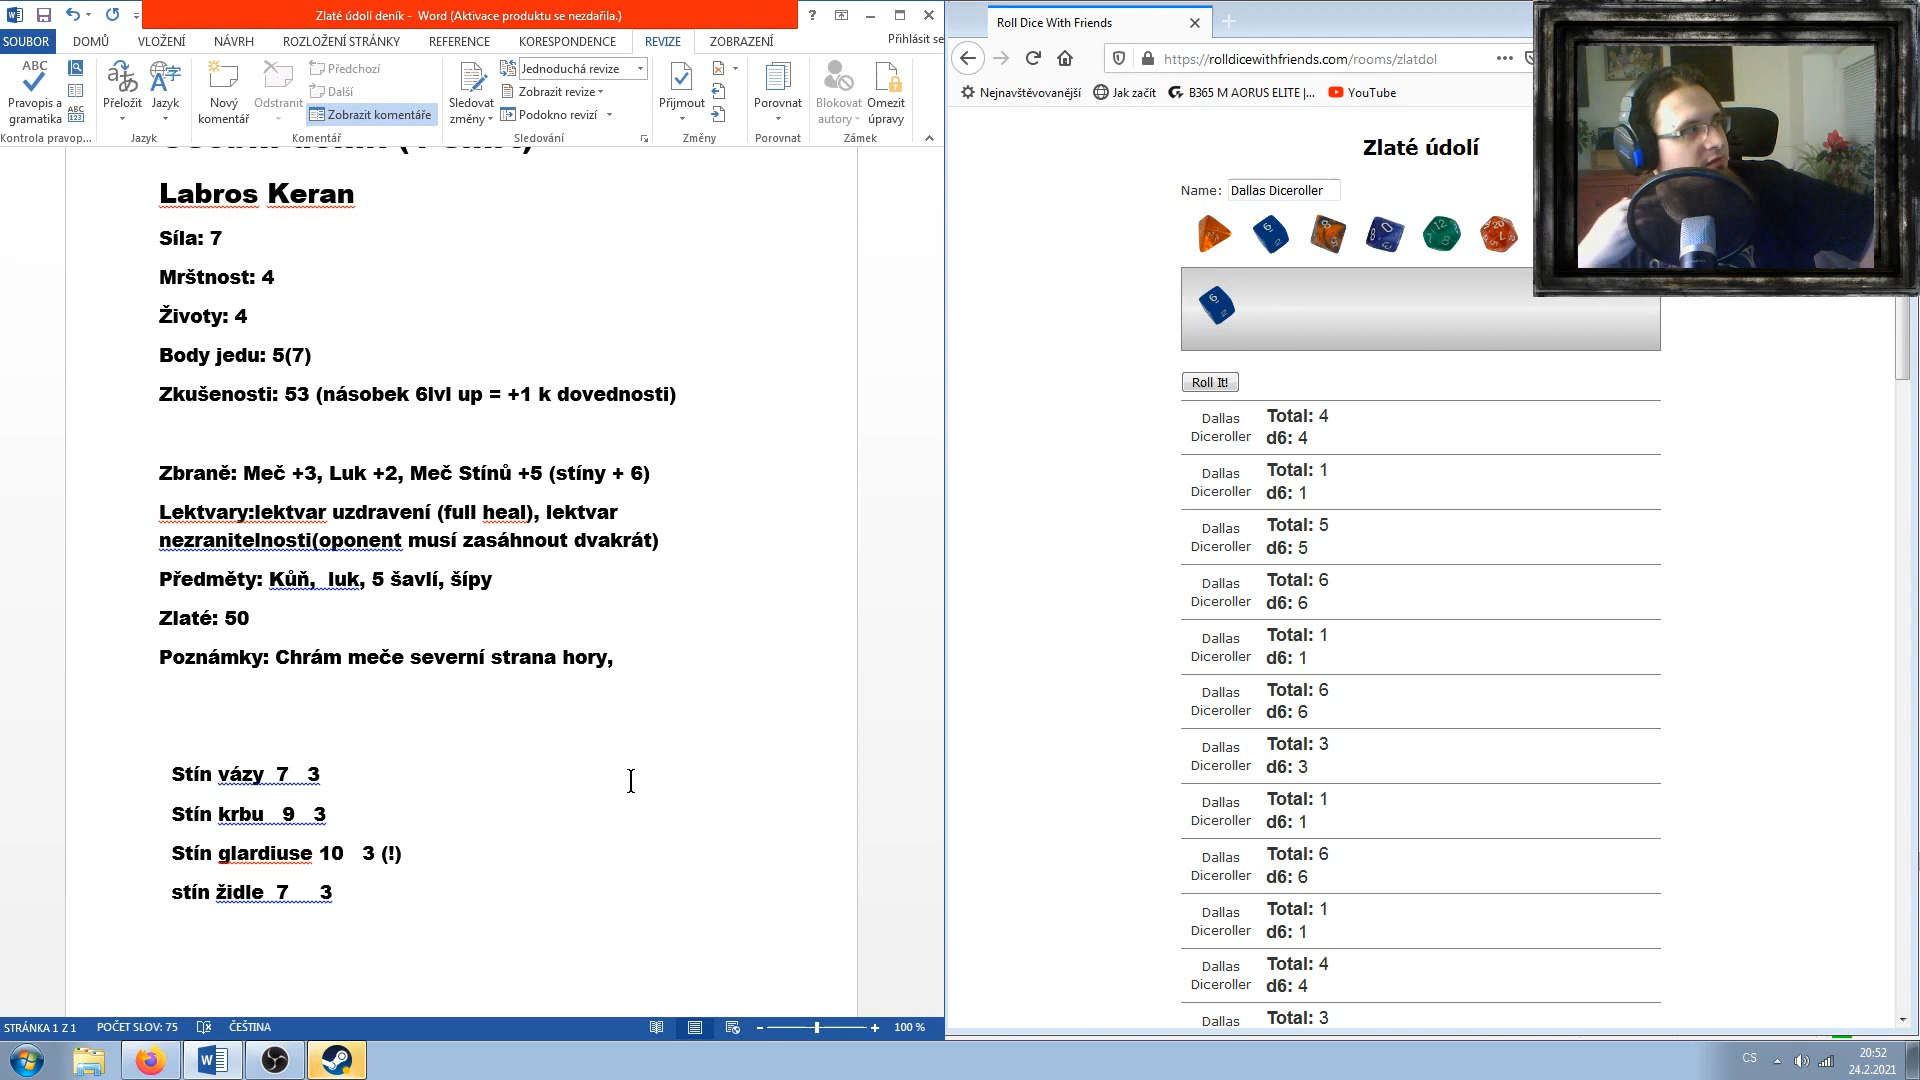 Zlaté údolí deník - Word (Aktivace produktu se nezdařila.)
SOUBOR DOMŮ VLOŽENÍ NÁVRH ROZLOŽENÍ STRÁNKY REFERENCE KORESPONDENCE REVIZE ZOBRAZENÍ Přihlásit se
ABC
Pravopis a gramatika
ABC
123
Přeložit
Jazyk
Nový komentář
Odstranit
Předchozí
Další
Zobrazit komentáře
Sledovat změny
Jednoduchá revize
Zobrazit revize
Podokno revizí
Přijmout
Porovnat
Blokovat autory
Omezit úpravy
Kontrola pravop... Jazyk Komentář Sledování Změny Porovnat Zámek
Labros Keran
Síla: 7
Mrštnost: 4
Životy: 4
Body jedu: 5(7)
Zkušenosti: 53 (násobek 6lvl up = +1 k dovednosti)
Zbraně: Meč +3, Luk +2, Meč Stínů +5 (stíny + 6)
Lektvary:lektvar uzdravení (full heal), lektvar
nezranitelnosti(oponent musí zasáhnout dvakrát)
Předměty: Kůň, luk, 5 šavlí, šípy
Zlaté: 50
Poznámky: Chrám meče severní strana hory,
Stín vázy 7 3
Stín krbu 9 3
Stín glardiuse 10 3 (!)
stín židle 7 3
STRÁNKA 1 Z 1 POČET SLOV: 75 ČEŠTINA 100 %
Roll Dice With Friends
https://rolldicewithfriends.com/rooms/zlatdol
Nejnavštěvovanější Jak začít B365 M AORUS ELITE |... YouTube
Zlaté údolí
Name: Dallas Diceroller
Roll It!
Dallas Diceroller Total: 4
d6: 4
Dallas Diceroller Total: 1
d6: 1
Dallas Diceroller Total: 5
d6: 5
Dallas Diceroller Total: 6
d6: 6
Dallas Diceroller Total: 1
d6: 1
Dallas Diceroller Total: 6
d6: 6
Dallas Diceroller Total: 3
d6: 3
Dallas Diceroller Total: 1
d6: 1
Dallas Diceroller Total: 6
d6: 6
Dallas Diceroller Total: 1
d6: 1
Dallas Diceroller Total: 4
d6: 4
Dallas Total: 3
CS 20:52
24.2.2021